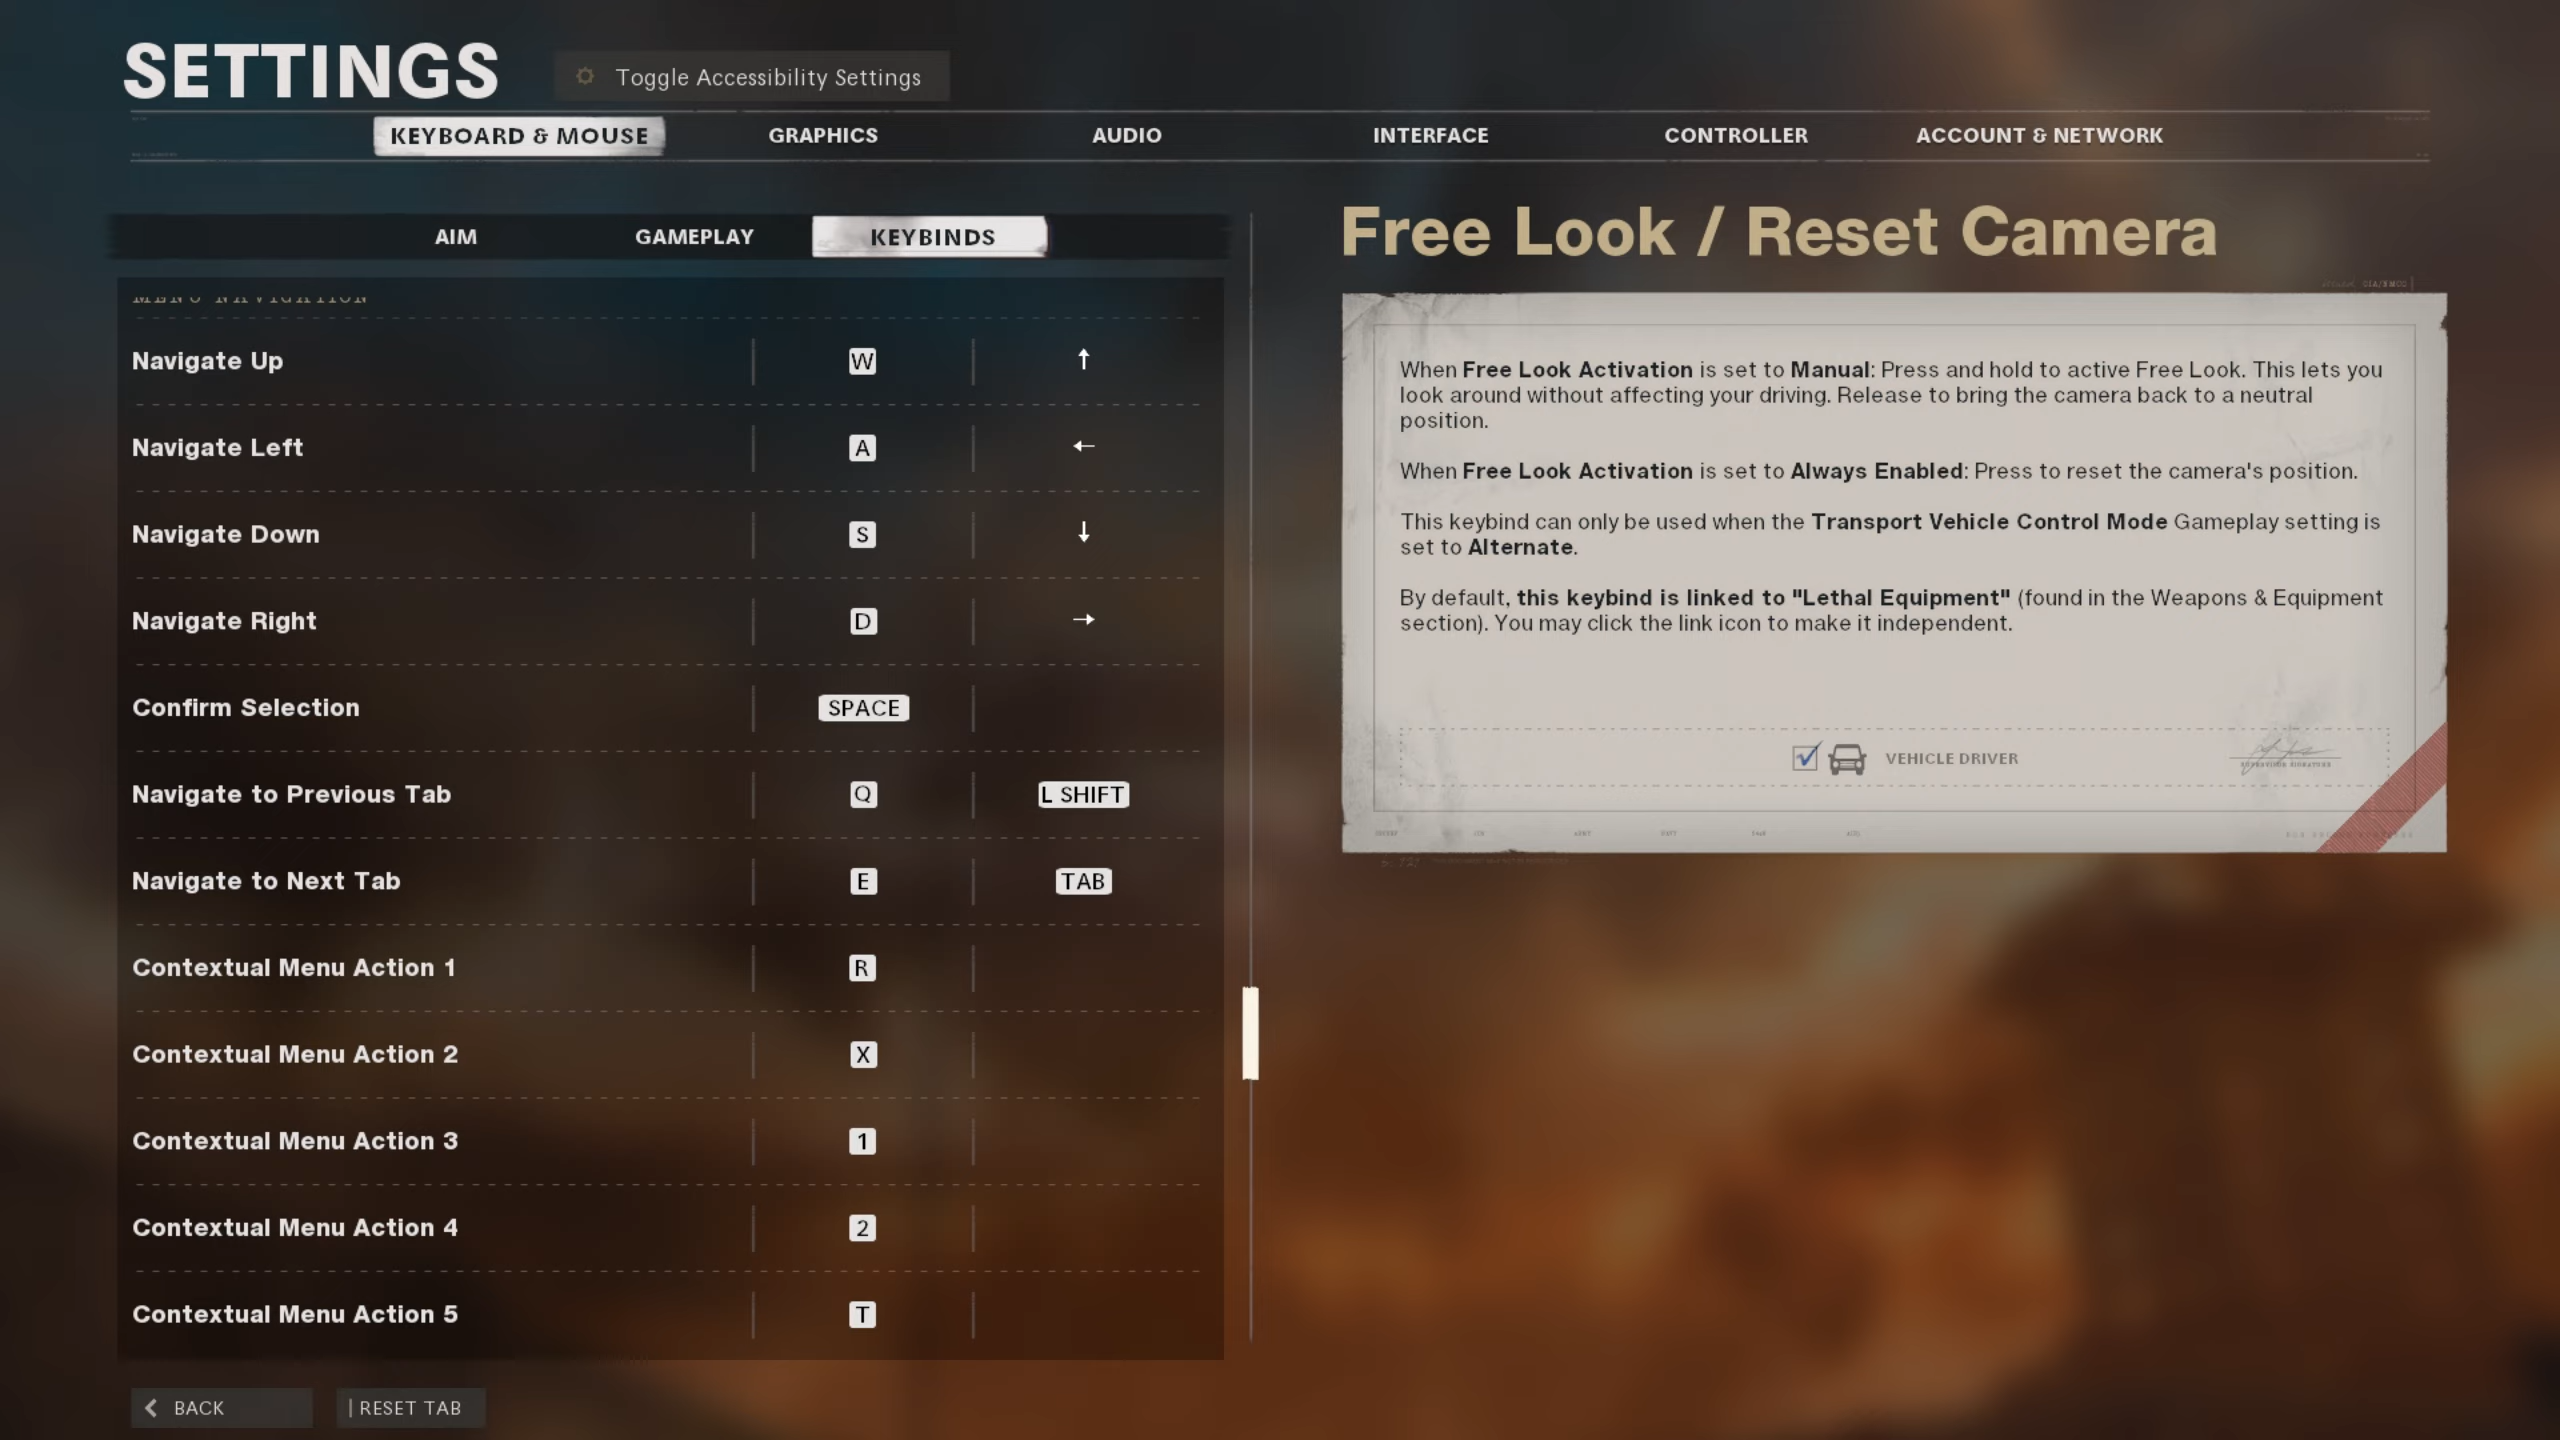 SETTINGS
Toggle Accessibility Settings
KEYBOARD & MOUSE
GRAPHICS
AUDIO
INTERFACE
CONTROLLER
ACCOUNT & NETWORK
AIM
GAMEPLAY
KEYBINDS
MENU NAVIGATION
Navigate Up W ↑
Navigate Left A ←
Navigate Down S ↓
Navigate Right D →
Confirm Selection SPACE
Navigate to Previous Tab Q L SHIFT
Navigate to Next Tab E TAB
Contextual Menu Action 1 R
Contextual Menu Action 2 X
Contextual Menu Action 3 1
Contextual Menu Action 4 2
Contextual Menu Action 5 T
BACK
RESET TAB
Free Look / Reset Camera
When Free Look Activation is set to Manual: Press and hold to active Free Look. This lets you
look around without affecting your driving. Release to bring the camera back to a neutral
position.
When Free Look Activation is set to Always Enabled: Press to reset the camera's position.
This keybind can only be used when the Transport Vehicle Control Mode Gameplay setting is
set to Alternate.
By default, this keybind is linked to "Lethal Equipment" (found in the Weapons & Equipment
section). You may click the link icon to make it independent.
VEHICLE DRIVER
SUPERVISOR SIGNATURE